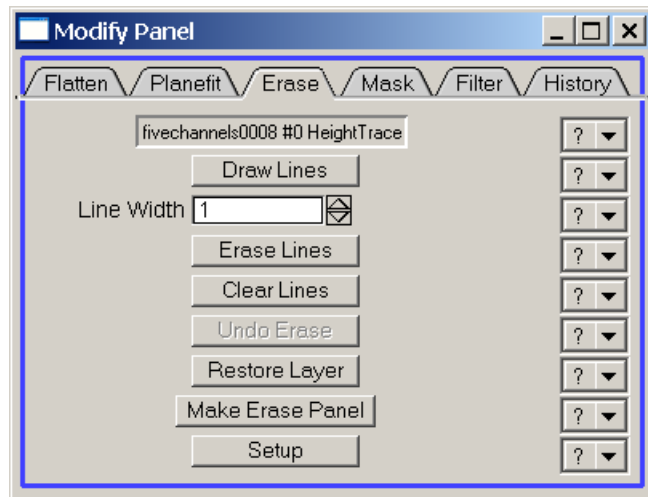 Modify Panel
Flatten Planefit Erase Mask Filter History
fivechannels0008 #0 HeightTrace ?
Draw Lines ?
Line Width 1 ?
Erase Lines ?
Clear Lines ?
Undo Erase ?
Restore Layer ?
Make Erase Panel ?
Setup ?